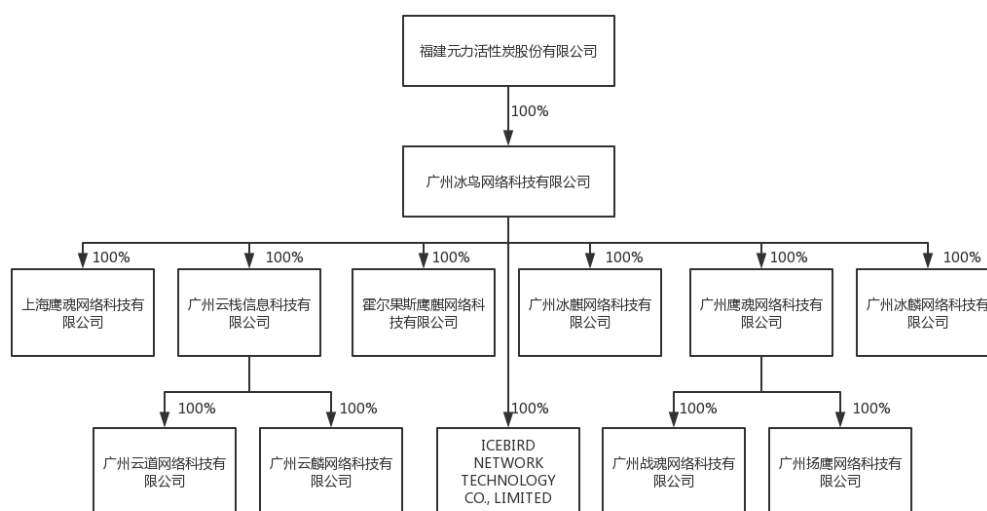 福建元力活性炭股份有限公司
100%
广州冰鸟网络科技有限公司
100%
100%
100%
100%
100%
100%
上海鹰魂网络科技有
限公司
广州云栈信息科技有
限公司
霍尔果斯鹰麒网络科
技有限公司
广州冰麒网络科技有
限公司
广州鹰魂网络科技有
限公司
广州冰麟网络科技有
限公司
100%
100%
100%
100%
100%
广州云道网络科技有
限公司
广州云麟网络科技有
限公司
ICEBIRD
NETWORK
TECHNOLOGY
CO., LIMITED
广州战魂网络科技有
限公司
广州扬鹰网络科技有
限公司